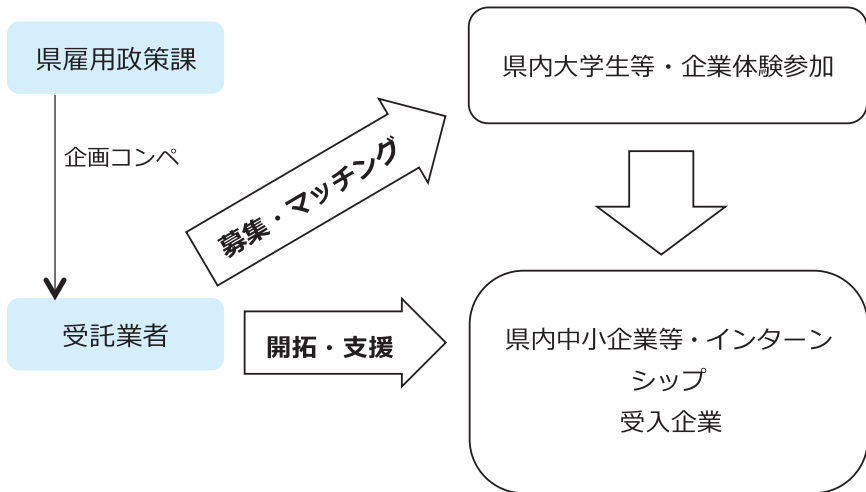 県雇用政策課
県内大学生等・企業体験参加
企画コンペ
募集・マッチング
受託業者
開拓・支援
県内中小企業等・インターン
シップ
受入企業